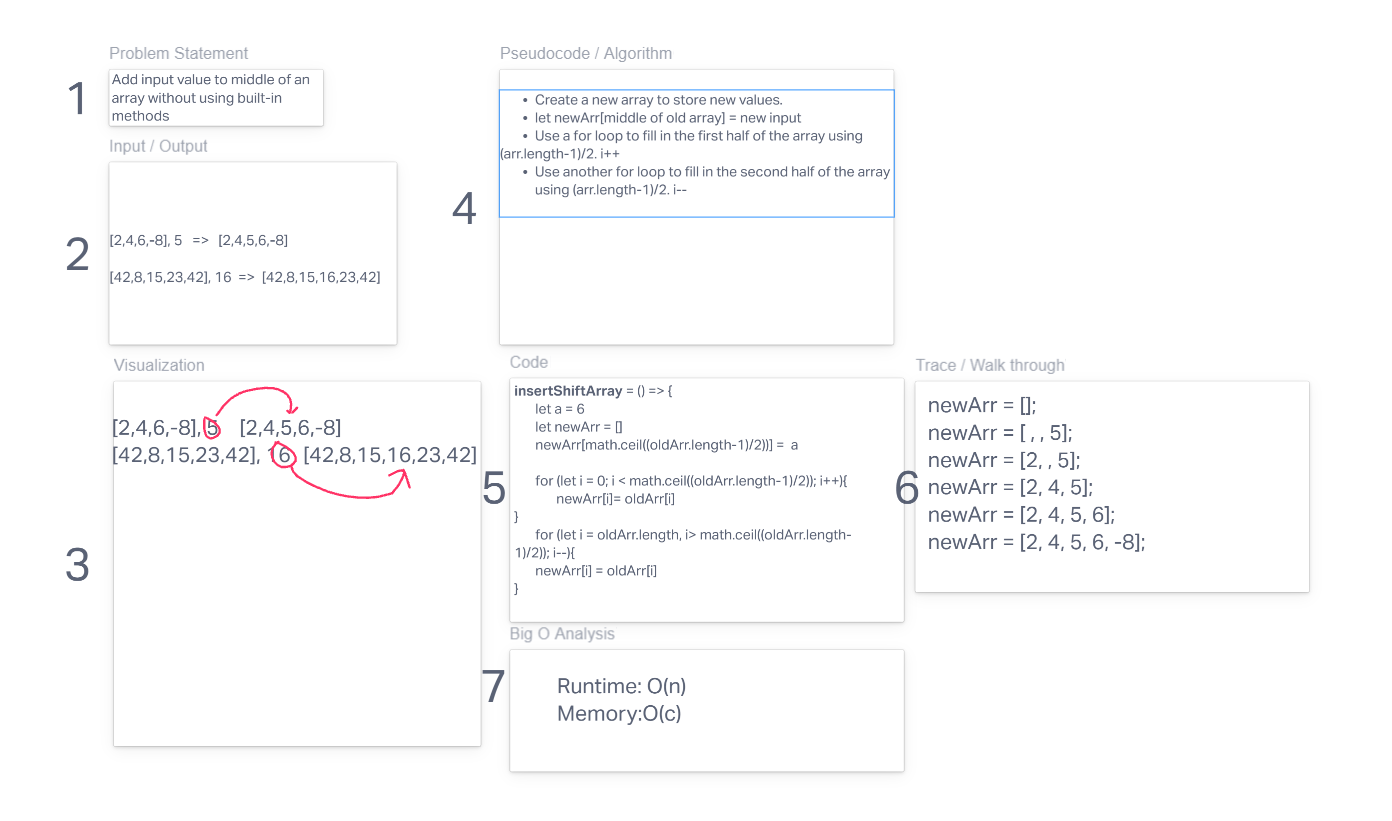 Problem Statement
1
Add input value to middle of an
array without using built-in
methods
Input / Output
2
[2,4,6,-8], 5 => [2,4,5,6,-8]
[42,8,15,23,42], 16 => [42,8,15,16,23,42]
Visualization
3
[2,4,6,-8], 5 [2,4,5,6,-8]
[42,8,15,23,42], 16 [42,8,15,16,23,42]
Pseudocode / Algorithm
4
• Create a new array to store new values.
• let newArr[middle of old array] = new input
• Use a for loop to fill in the first half of the array using
(arr.length-1)/2. i++
• Use another for loop to fill in the second half of the array
using (arr.length-1)/2. i--
Code
5
insertShiftArray = () => {
let a = 6
let newArr = []
newArr[math.ceil((oldArr.length-1)/2))] = a
for (let i = 0; i < math.ceil((oldArr.length-1)/2)); i++){
newArr[i]= oldArr[i]
}
for (let i = oldArr.length, i> math.ceil((oldArr.length-
1)/2)); i--){
newArr[i] = oldArr[i]
}
Trace / Walk through
6
newArr = [];
newArr = [ , , 5];
newArr = [2, , 5];
newArr = [2, 4, 5];
newArr = [2, 4, 5, 6];
newArr = [2, 4, 5, 6, -8];
Big O Analysis
7
Runtime: O(n)
Memory:O(c)